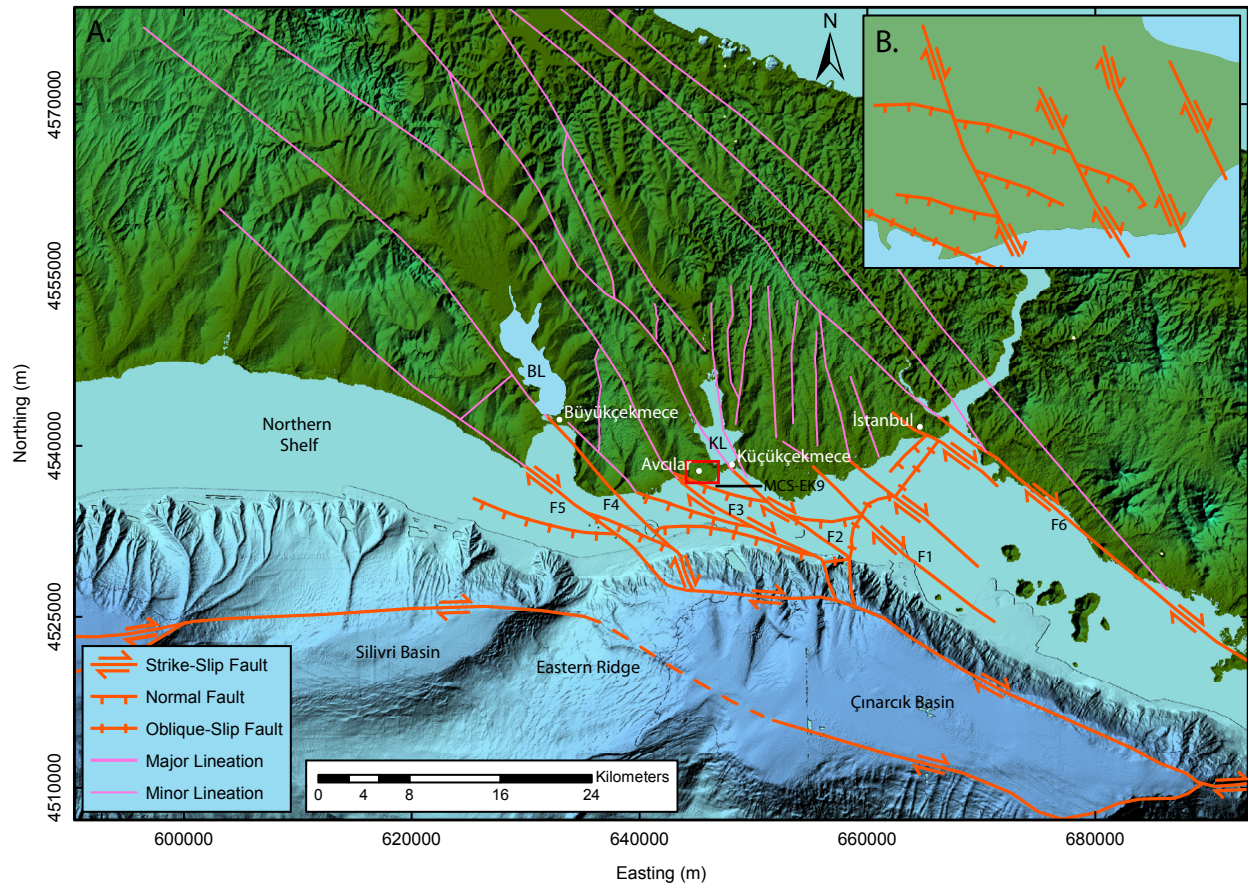 A.
N
B.
4570000
4555000
4540000
4525000
4510000
Northing (m)
BL
Büyükçekmece
Northern
Shelf
İstanbul
KL
Küçükçekmece
Avcılar
MCS-EK9
F5
F4
F3
F2
F1
F6
Silivri Basin
Eastern Ridge
Çınarcık Basin
Strike-Slip Fault
Normal Fault
Oblique-Slip Fault
Major Lineation
Minor Lineation
Kilometers
0 4 8 16 24
600000 620000 640000 660000 680000
Easting (m)